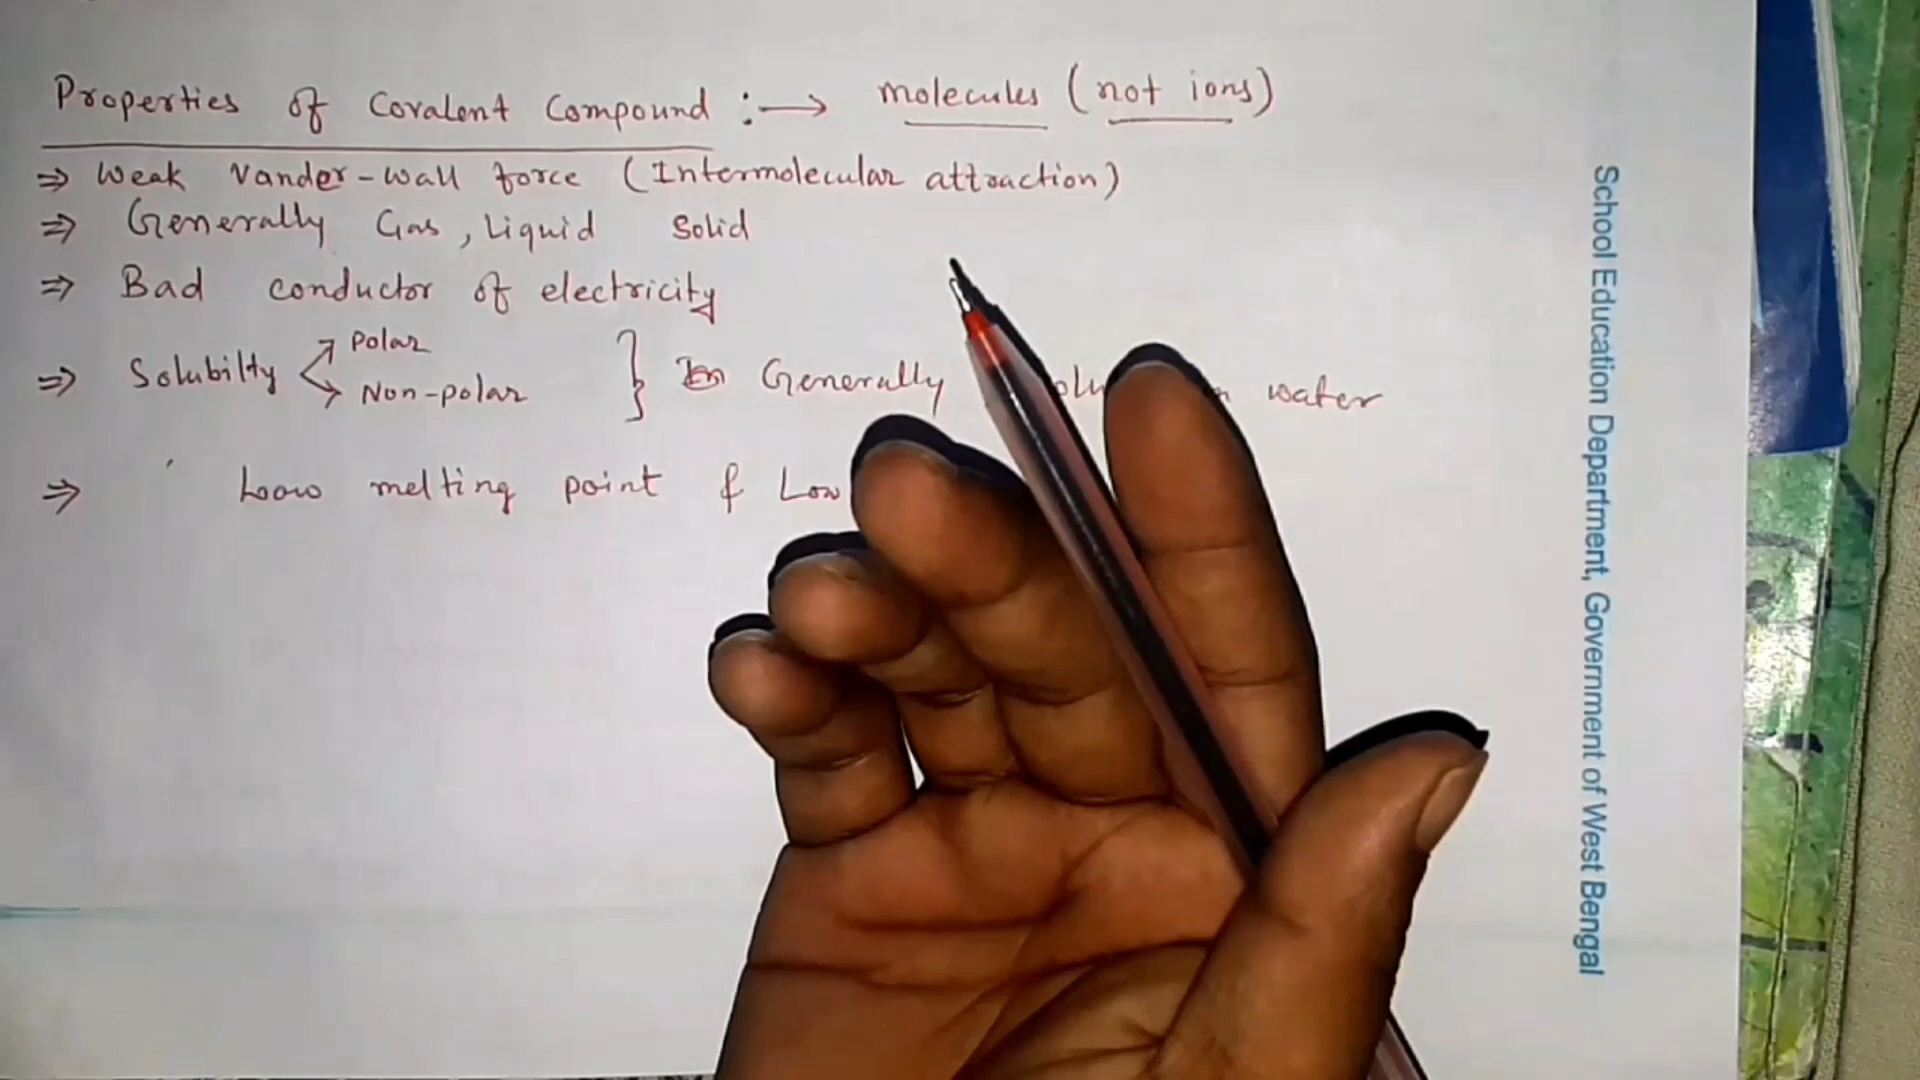 Properties of Covalent Compound :→ molecules (not ions)
⇒ Weak Vander-wall force (Intermolecular attraction)
⇒ Generally Gas, Liquid Solid
⇒ Bad conductor of electricity
⇒ Solubilty Polar
Non-polar
Generally water
⇒ Low melting point & Low
School Education Department, Government of West Bengal